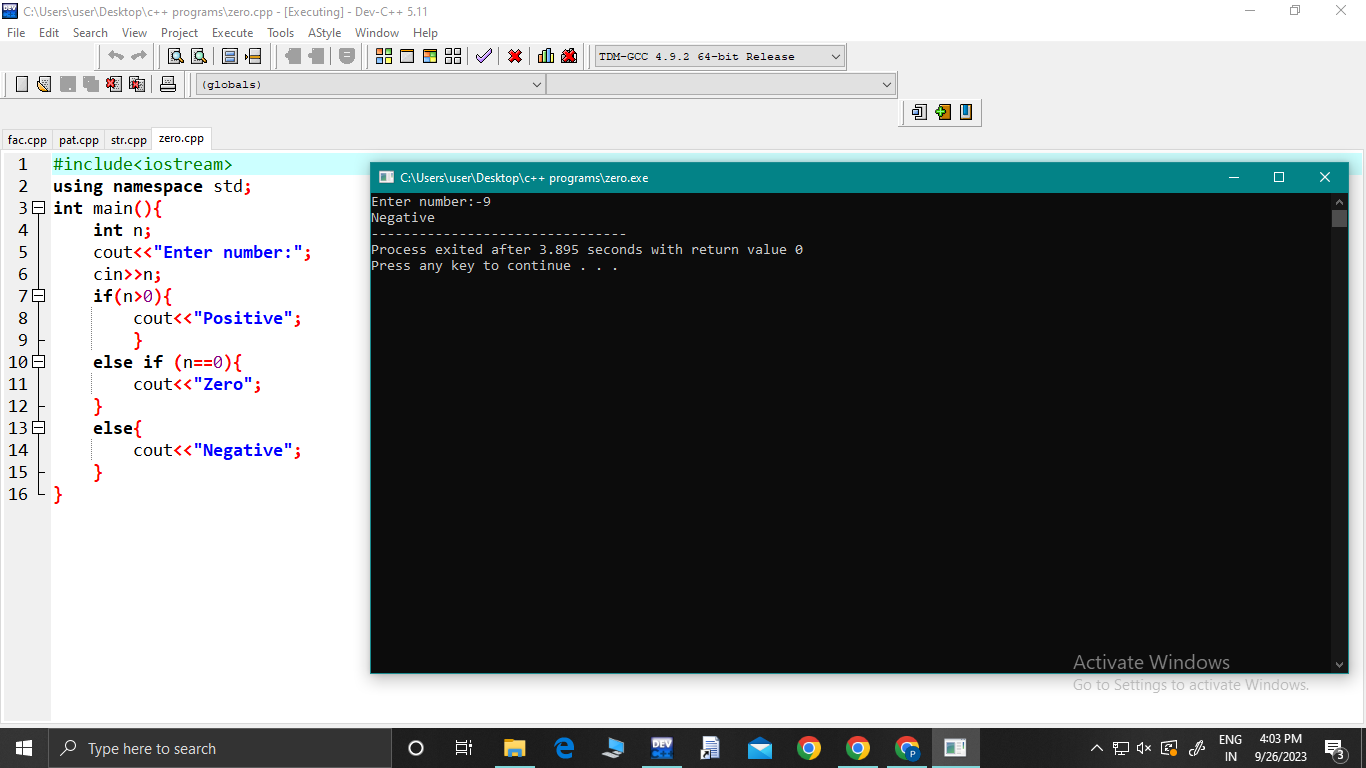 C:\Users\user\Desktop\c++ programs\zero.cpp - [Executing] - Dev-C++ 5.11
File Edit Search View Project Execute Tools AStyle Window Help
TDM-GCC 4.9.2 64-bit Release
(globals)
fac.cpp pat.cpp str.cpp zero.cpp
1 #include<iostream>
2 using namespace std;
3 int main(){
4 int n;
5 cout<<"Enter number:";
6 cin>>n;
7 if(n>0){
8 cout<<"Positive";
9 }
10 else if (n==0){
11 cout<<"Zero";
12 }
13 else{
14 cout<<"Negative";
15 }
16 }
C:\Users\user\Desktop\c++ programs\zero.exe
Enter number:-9
Negative
--------------------------------
Process exited after 3.895 seconds with return value 0
Press any key to continue . . .
Activate Windows
Go to Settings to activate Windows.
Type here to search
DEV
P
ENG
IN
4:03 PM
9/26/2023
3